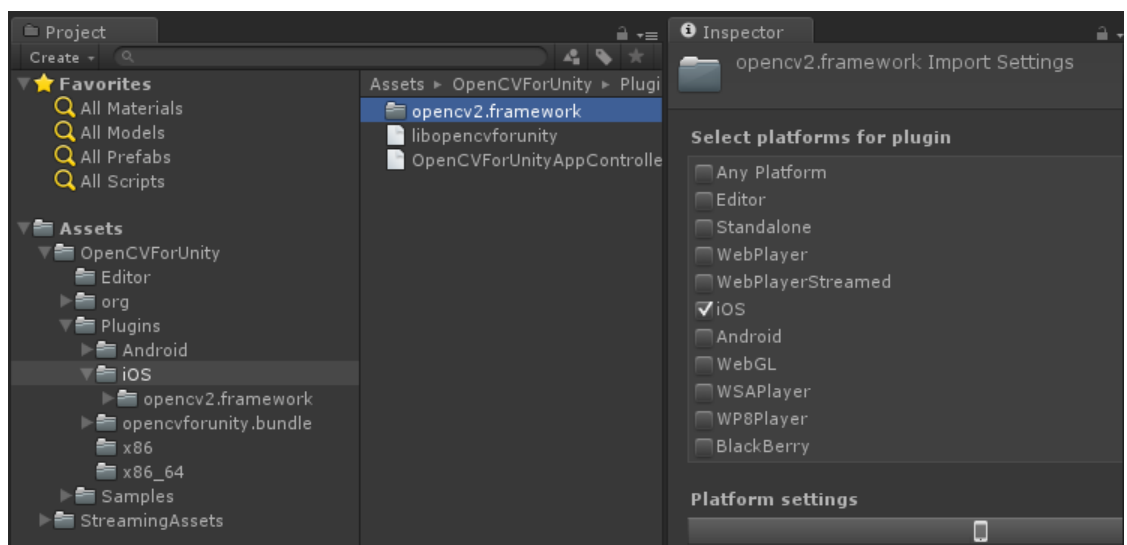 Project
Create
Favorites
All Materials
All Models
All Prefabs
All Scripts
Assets
OpenCVForUnity
Editor
org
Plugins
Android
iOS
opencv2.framework
opencvforunity.bundle
x86
x86_64
Samples
StreamingAssets
Assets ▸ OpenCVForUnity ▸ Plugi
opencv2.framework
libopencvforunity
OpenCVForUnityAppControlle
Inspector
opencv2.framework Import Settings
Select platforms for plugin
Any Platform
Editor
Standalone
WebPlayer
WebPlayerStreamed
iOS
Android
WebGL
WSAPlayer
WP8Player
BlackBerry
Platform settings